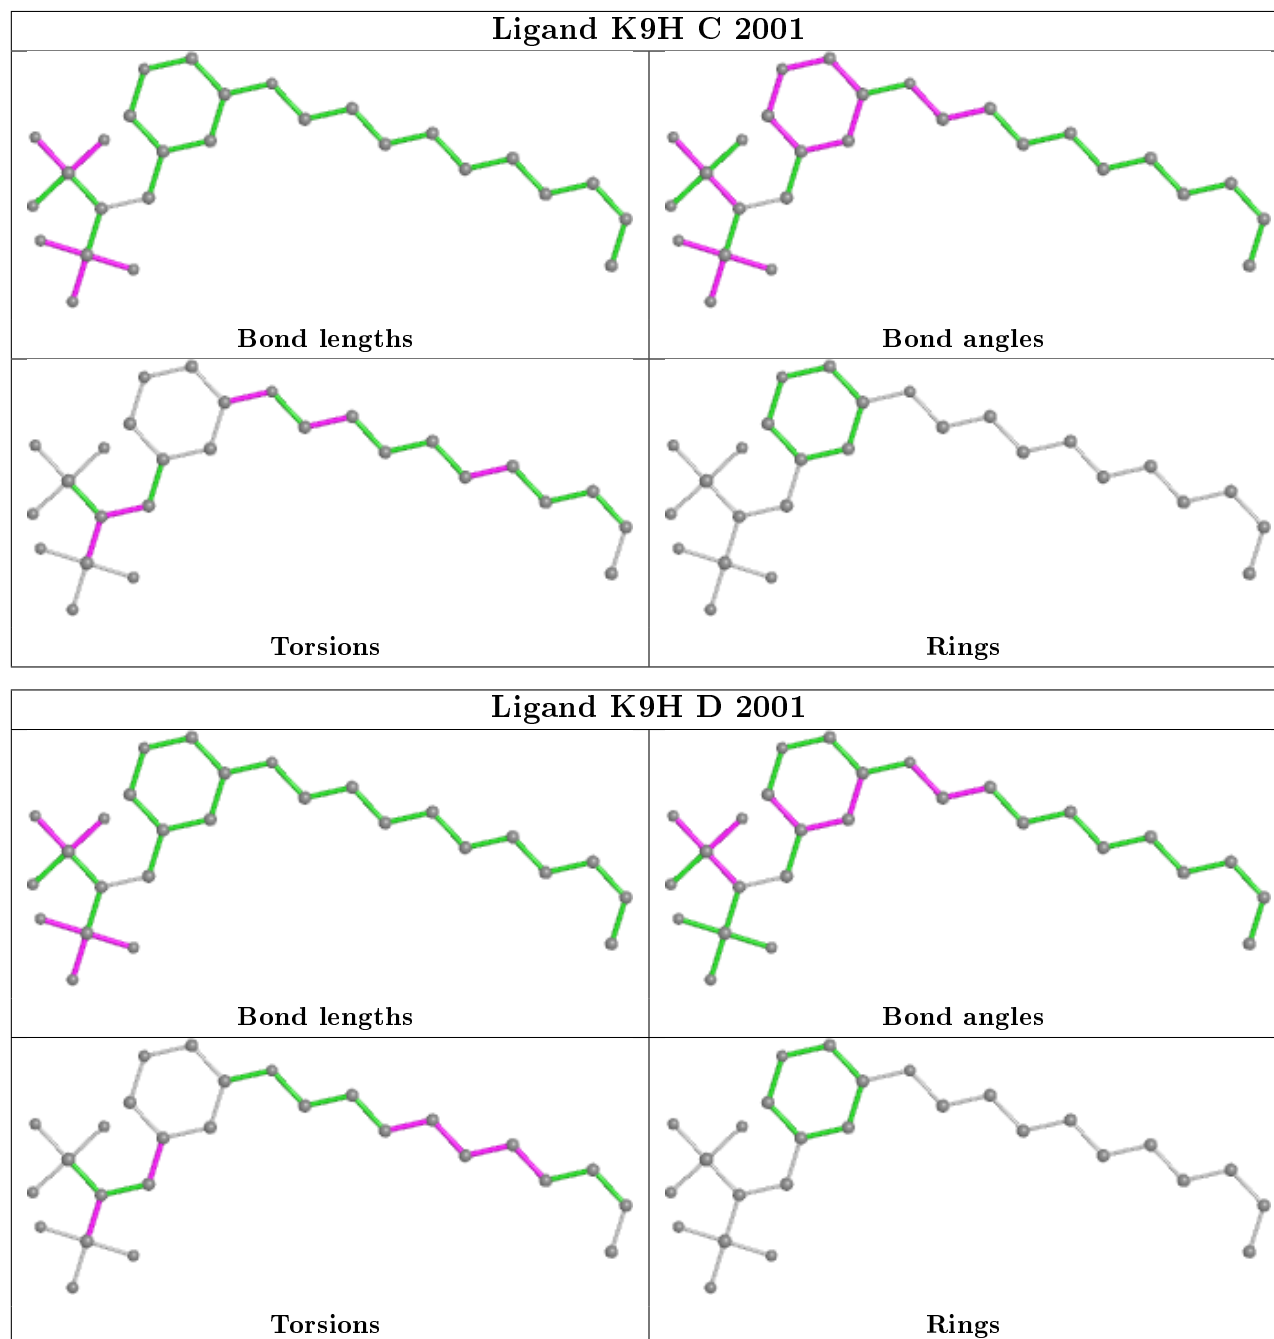 Ligand K9H C 2001
Bond lengths
Bond angles
Torsions
Rings
Ligand K9H D 2001
Bond lengths
Bond angles
Torsions
Rings